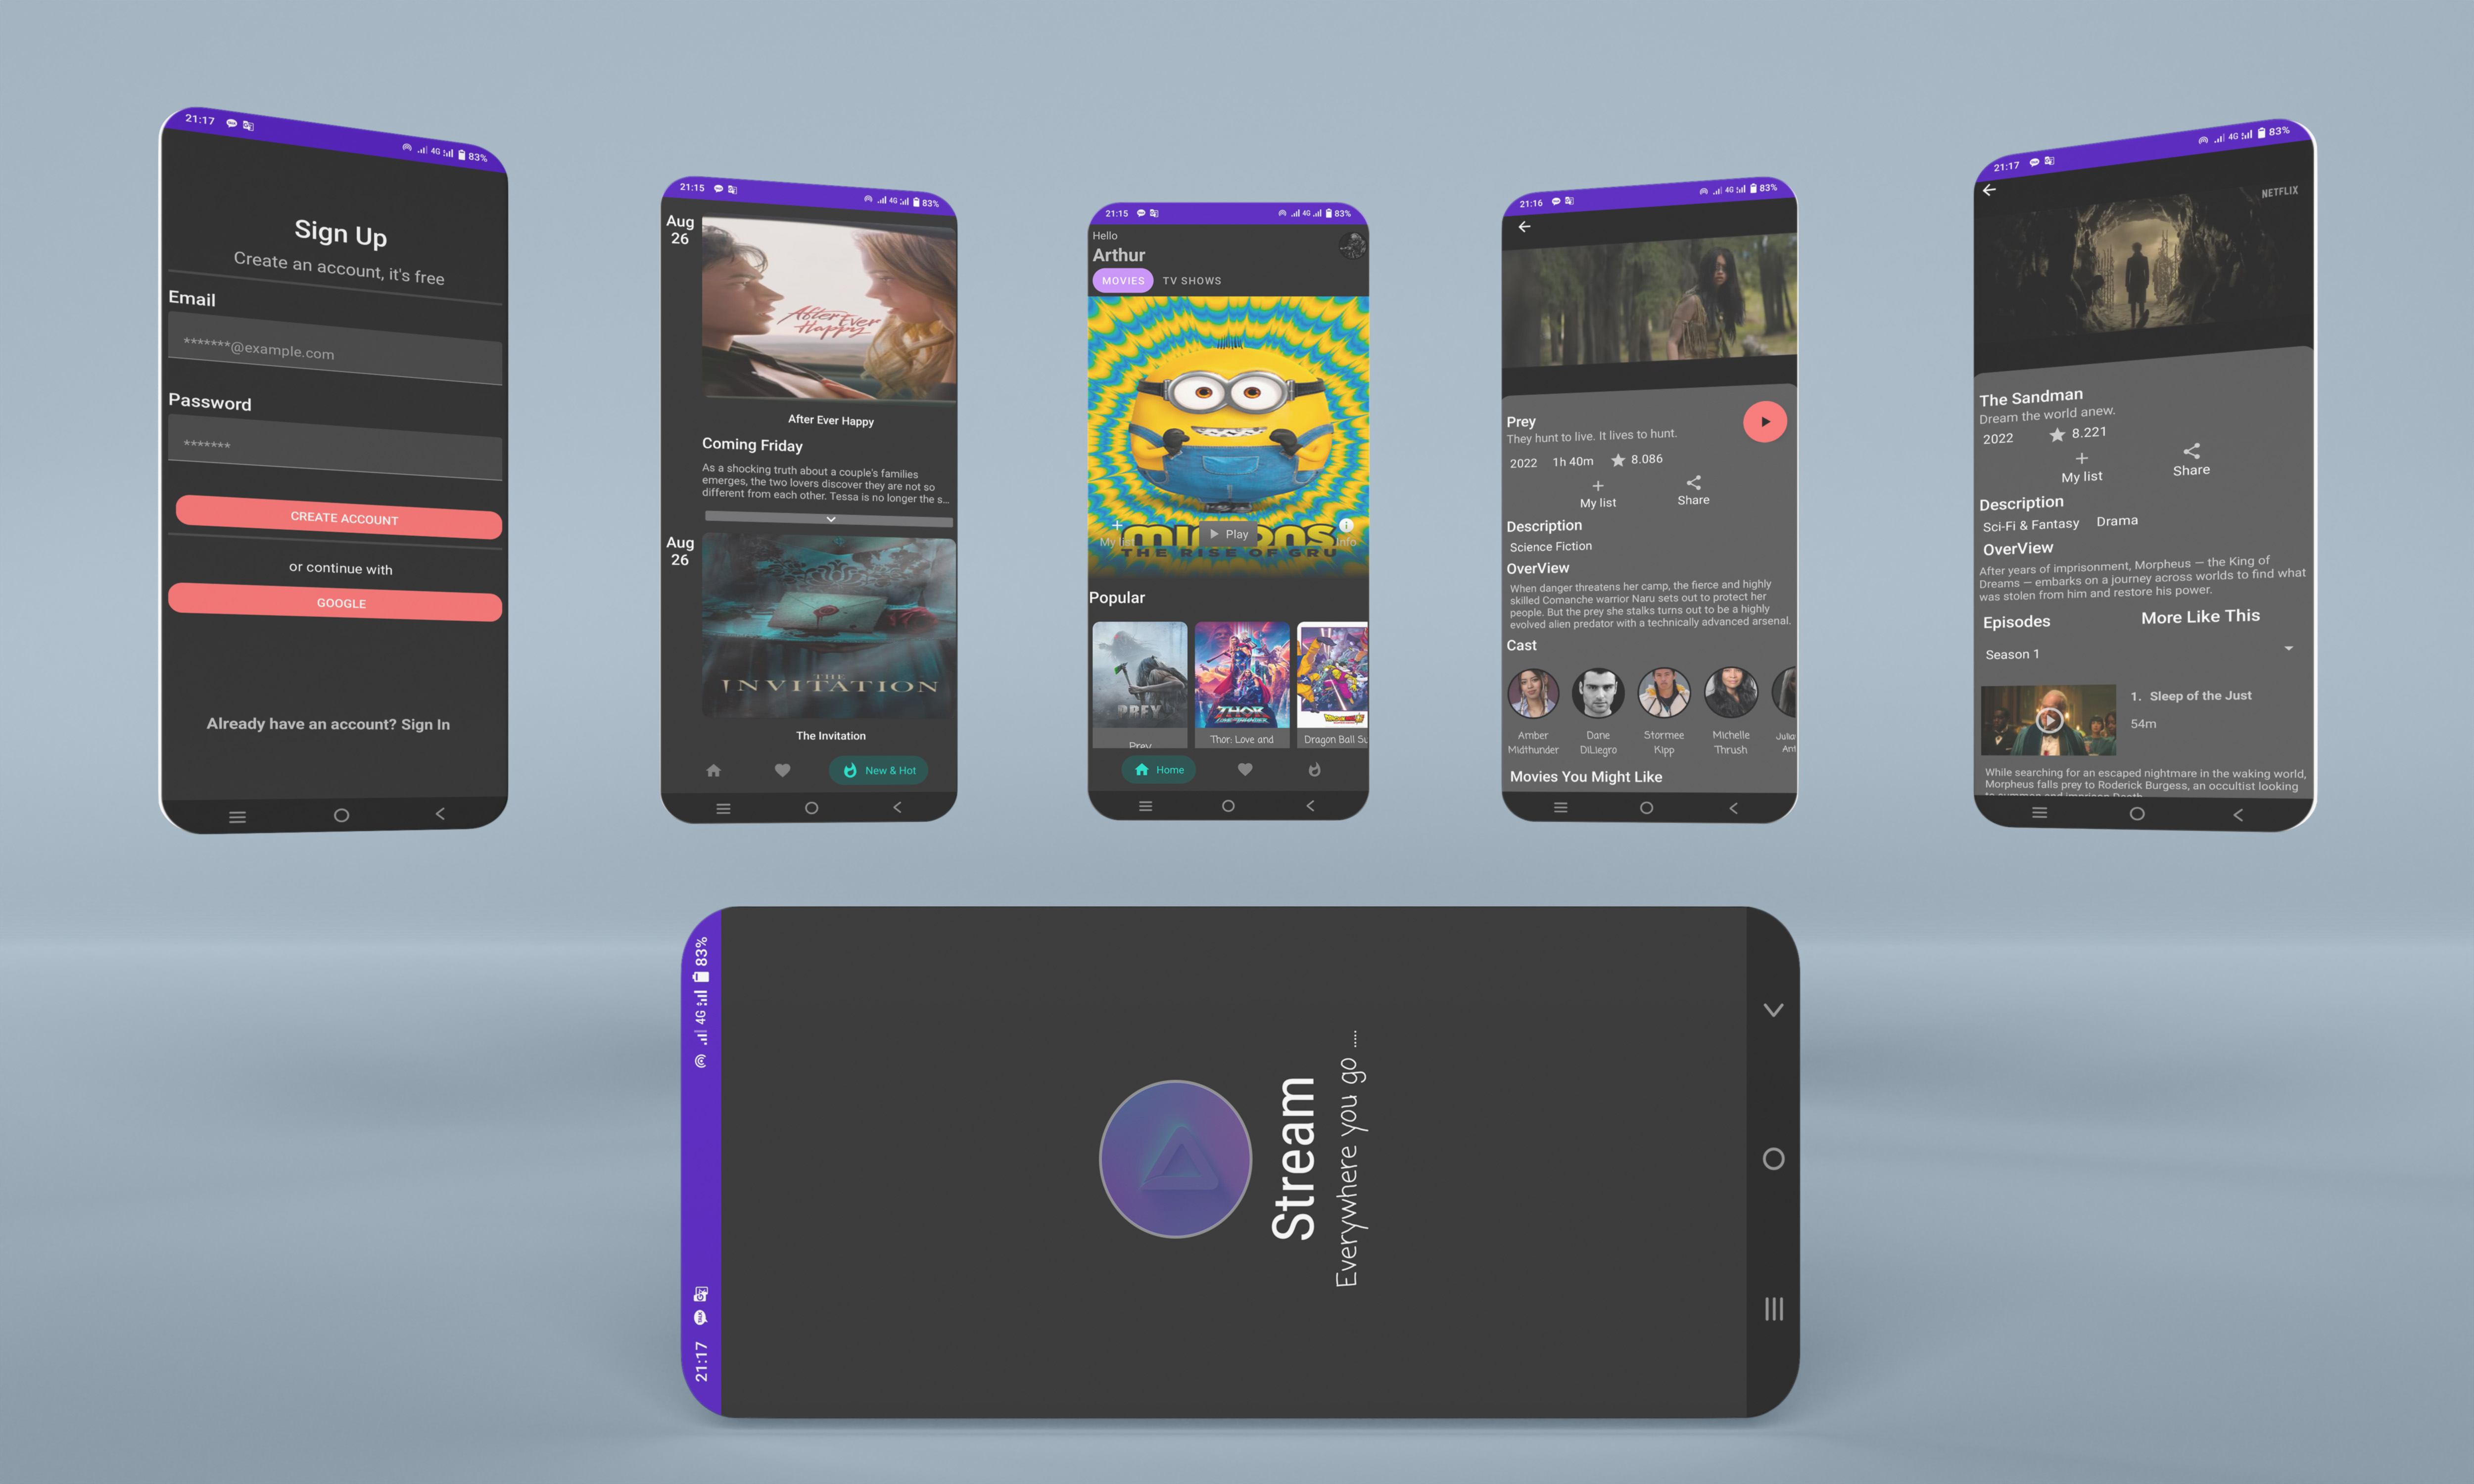 21:17
4G 83%
Sign Up
Create an account, it's free
Email
*******@example.com
Password
*******
CREATE ACCOUNT
or continue with
GOOGLE
Already have an account? Sign In
21:15
4G 83%
Aug
26
After Ever
Happy
After Ever Happy
Coming Friday
As a shocking truth about a couple's families
emerges, the two lovers discover they are not so
different from each other. Tessa is no longer the s...
Aug
26
THE
INVITATION
The Invitation
New & Hot
21:15
4G 83%
Hello
Arthur
MOVIES TV SHOWS
minions
THE RISE OF GRU
My list
Play
Info
Popular
PREY
THOR
Prey
Thor: Love and
Dragon Ball Su
Home
21:16
4G 83%
Prey
They hunt to live. It lives to hunt.
2022 1h 40m 8.086
My list Share
Description
Science Fiction
OverView
When danger threatens her camp, the fierce and highly
skilled Comanche warrior Naru sets out to protect her
people. But the prey she stalks turns out to be a highly
evolved alien predator with a technically advanced arsenal.
Cast
Amber
Midthunder
Dane
DiLiegro
Stormee
Kipp
Michelle
Thrush
Movies You Might Like
21:17
4G 83%
NETFLIX
The Sandman
Dream the world anew.
2022 8.221
My list Share
Description
Sci-Fi & Fantasy Drama
OverView
After years of imprisonment, Morpheus — the King of
Dreams — embarks on a journey across worlds to find what
was stolen from him and restore his power.
Episodes More Like This
Season 1
1. Sleep of the Just
54m
While searching for an escaped nightmare in the waking world,
Morpheus falls prey to Roderick Burgess, an occultist looking
21:17
4G 83%
Stream
Everywhere you go ....